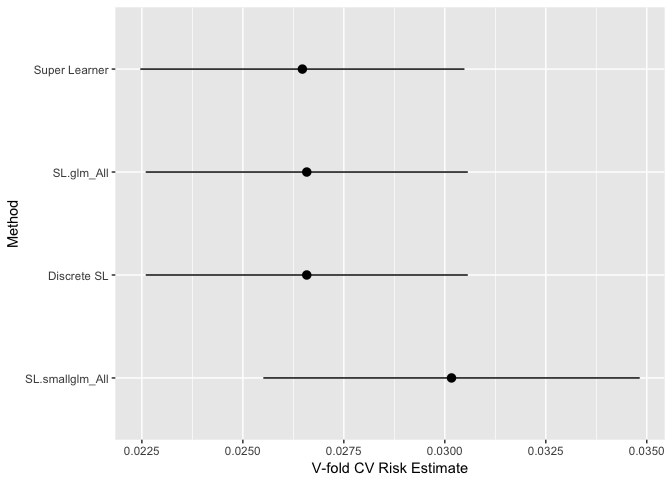 Method
Super Learner
SL.glm_All
Discrete SL
SL.smallglm_All
0.0225 0.0250 0.0275 0.0300 0.0325 0.0350
V-fold CV Risk Estimate